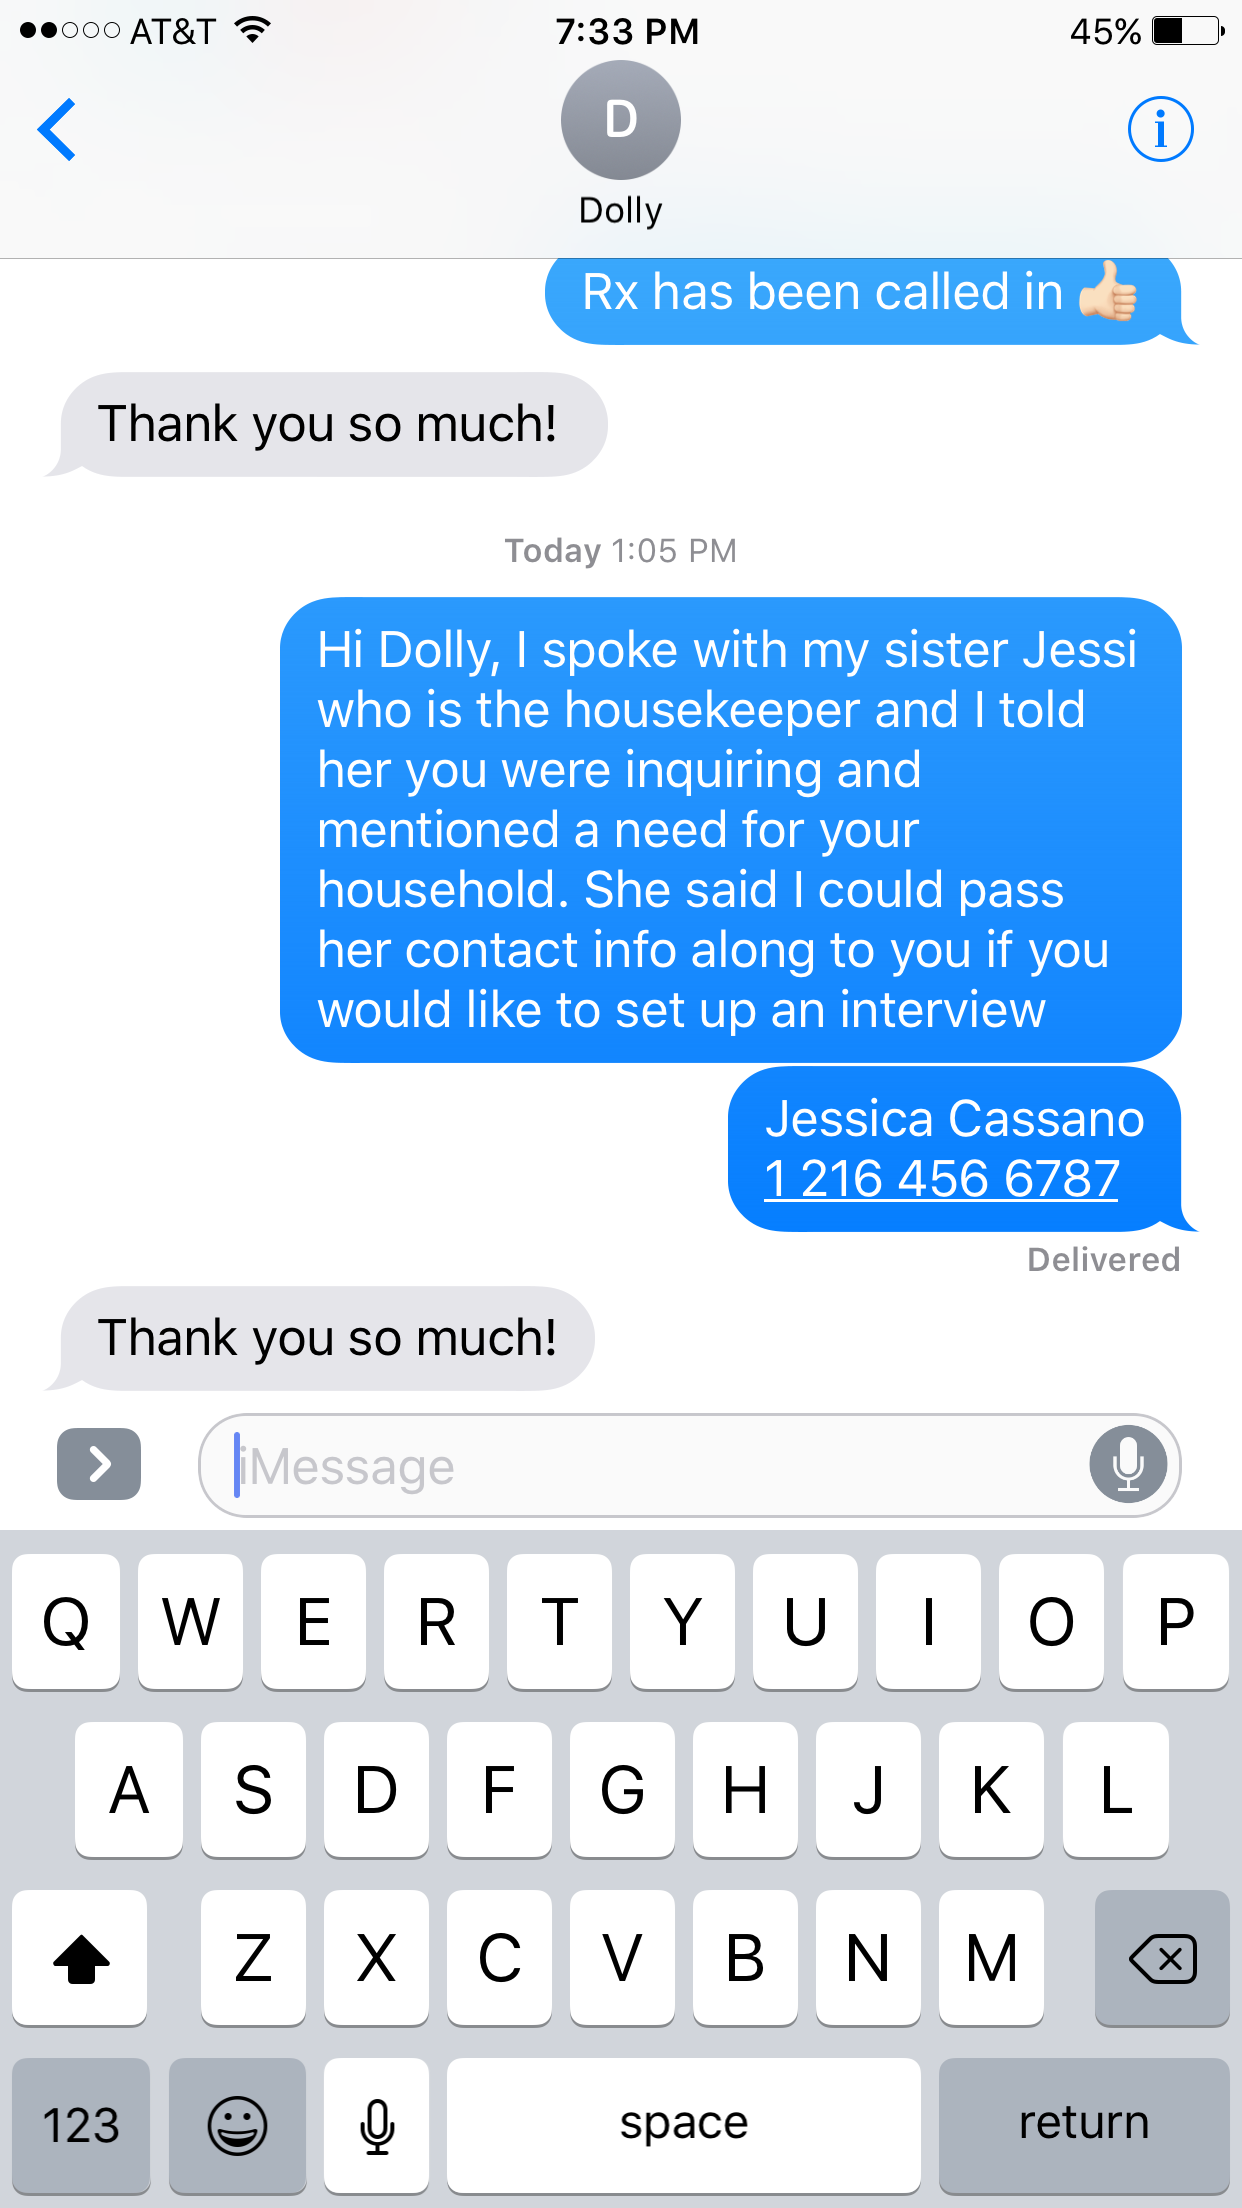 AT&T 7:33 PM 45%
D
Dolly
Rx has been called in 👍🏻
Thank you so much!
Today 1:05 PM
Hi Dolly, I spoke with my sister Jessi
who is the housekeeper and I told
her you were inquiring and
mentioned a need for your
household. She said I could pass
her contact info along to you if you
would like to set up an interview
Jessica Cassano
1 216 456 6787
Delivered
Thank you so much!
iMessage
Q W E R T Y U I O P
A S D F G H J K L
Z X C V B N M
123 space return